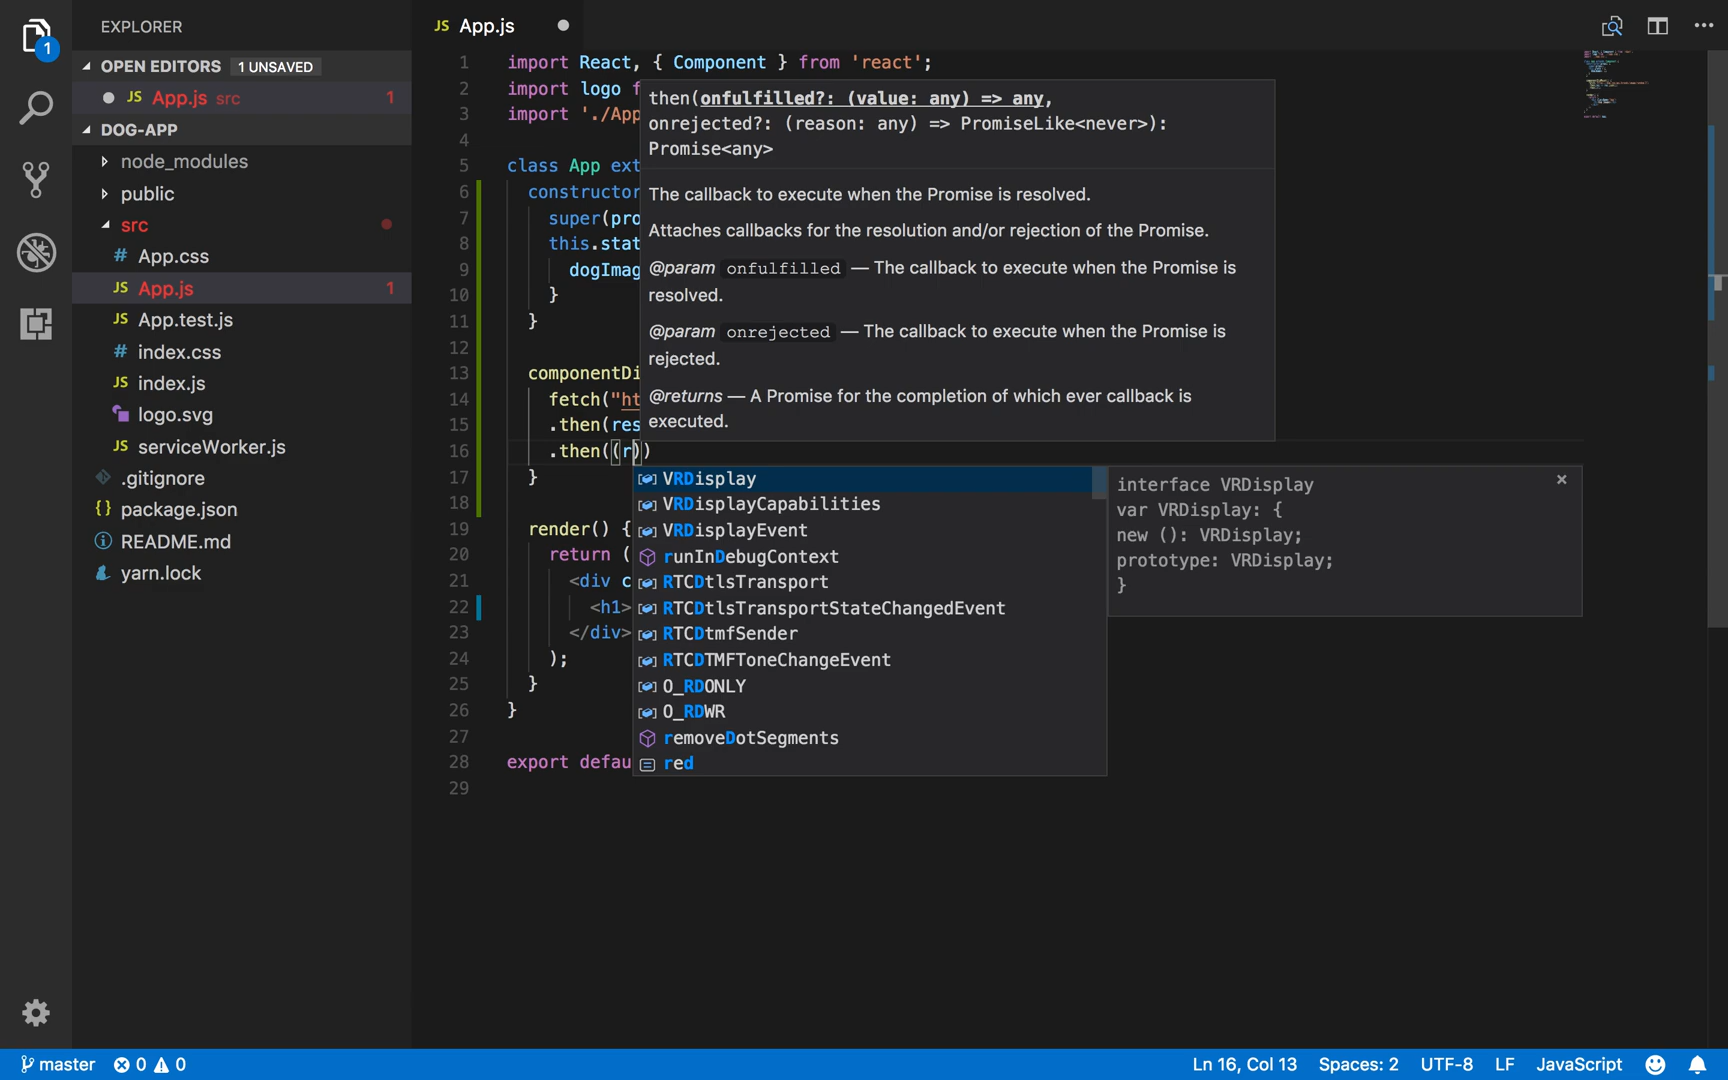 1
EXPLORER
OPEN EDITORS 1 UNSAVED
JS App.js src 1
DOG-APP
node_modules
public
src
# App.css
JS App.js 1
JS App.test.js
# index.css
JS index.js
logo.svg
JS serviceWorker.js
.gitignore
{} package.json
README.md
yarn.lock
JS App.js
1 import React, { Component } from 'react';
2 import logo f
3 import './App
4
5 class App ext
6 constructor
7 super(pro
8 this.stat
9 dogImag
10 }
11 }
12
13 componentDi
14 fetch("ht
15 .then(res
16 .then((r))
17 }
18
19 render() {
20 return (
21 <div c
22 <h1>
23 </div>
24 );
25 }
26 }
27
28 export defau
29
then(onfulfilled?: (value: any) => any,
onrejected?: (reason: any) => PromiseLike<never>):
Promise<any>
The callback to execute when the Promise is resolved.
Attaches callbacks for the resolution and/or rejection of the Promise.
@param onfulfilled — The callback to execute when the Promise is
resolved.
@param onrejected — The callback to execute when the Promise is
rejected.
@returns — A Promise for the completion of which ever callback is
executed.
VRDisplay
VRDisplayCapabilities
VRDisplayEvent
runInDebugContext
RTCDtlsTransport
RTCDtlsTransportStateChangedEvent
RTCDtmfSender
RTCDTMFToneChangeEvent
O_RDONLY
O_RDWR
removeDotSegments
red
interface VRDisplay
var VRDisplay: {
new (): VRDisplay;
prototype: VRDisplay;
}
master 0 0 Ln 16, Col 13 Spaces: 2 UTF-8 LF JavaScript